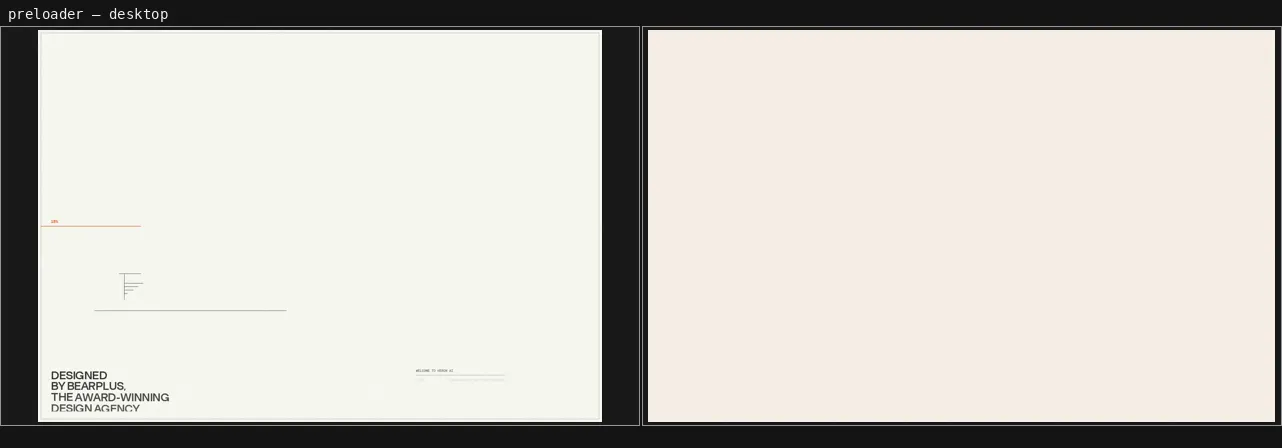 preloader — desktop
DESIGNED
BY BEARPLUS,
THE AWARD-WINNING
DESIGN AGENCY